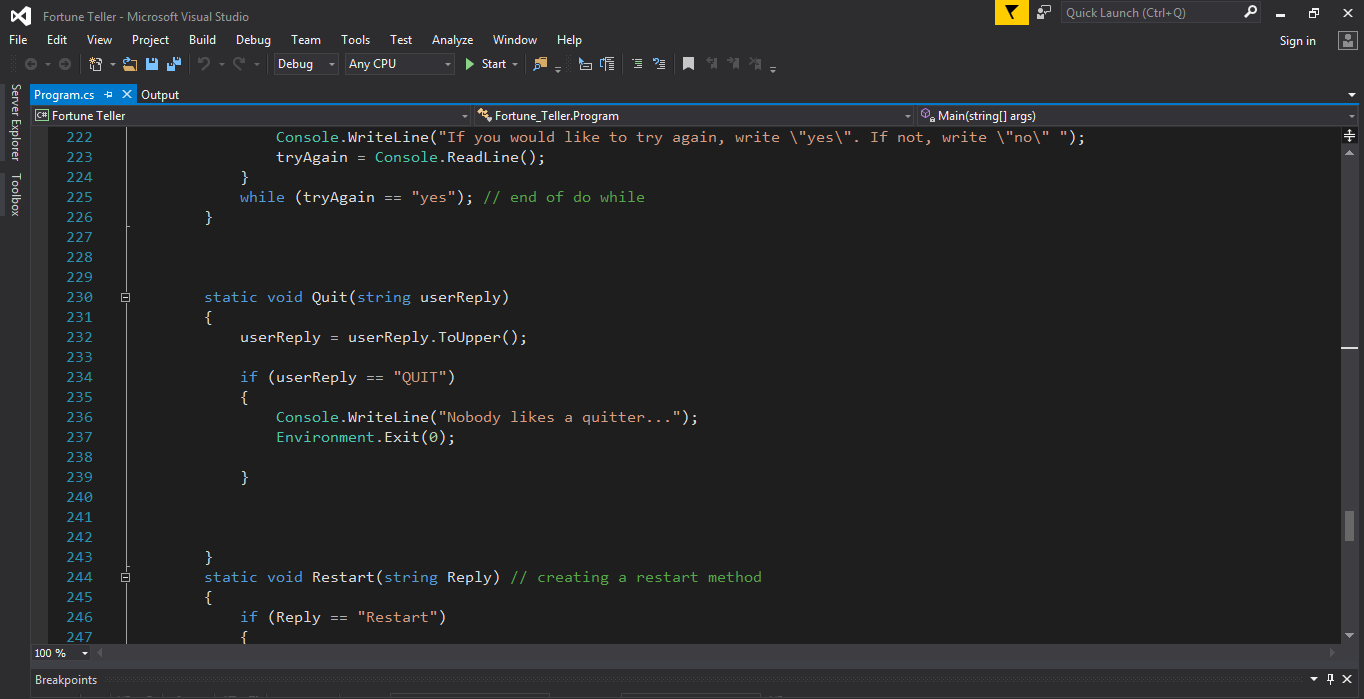 Fortune Teller - Microsoft Visual Studio
Quick Launch (Ctrl+Q)
File Edit View Project Build Debug Team Tools Test Analyze Window Help
Sign in
Debug Any CPU Start
Server Explorer
Toolbox
Program.cs Output
C# Fortune Teller Fortune_Teller.Program Main(string[] args)
222 Console.WriteLine("If you would like to try again, write \"yes\". If not, write \"no\" ");
223 tryAgain = Console.ReadLine();
224 }
225 while (tryAgain == "yes"); // end of do while
226 }
227
228
229
230 static void Quit(string userReply)
231 {
232 userReply = userReply.ToUpper();
233
234 if (userReply == "QUIT")
235 {
236 Console.WriteLine("Nobody likes a quitter...");
237 Environment.Exit(0);
238
239 }
240
241
242
243 }
244 static void Restart(string Reply) // creating a restart method
245 {
246 if (Reply == "Restart")
247 {
100 %
Breakpoints